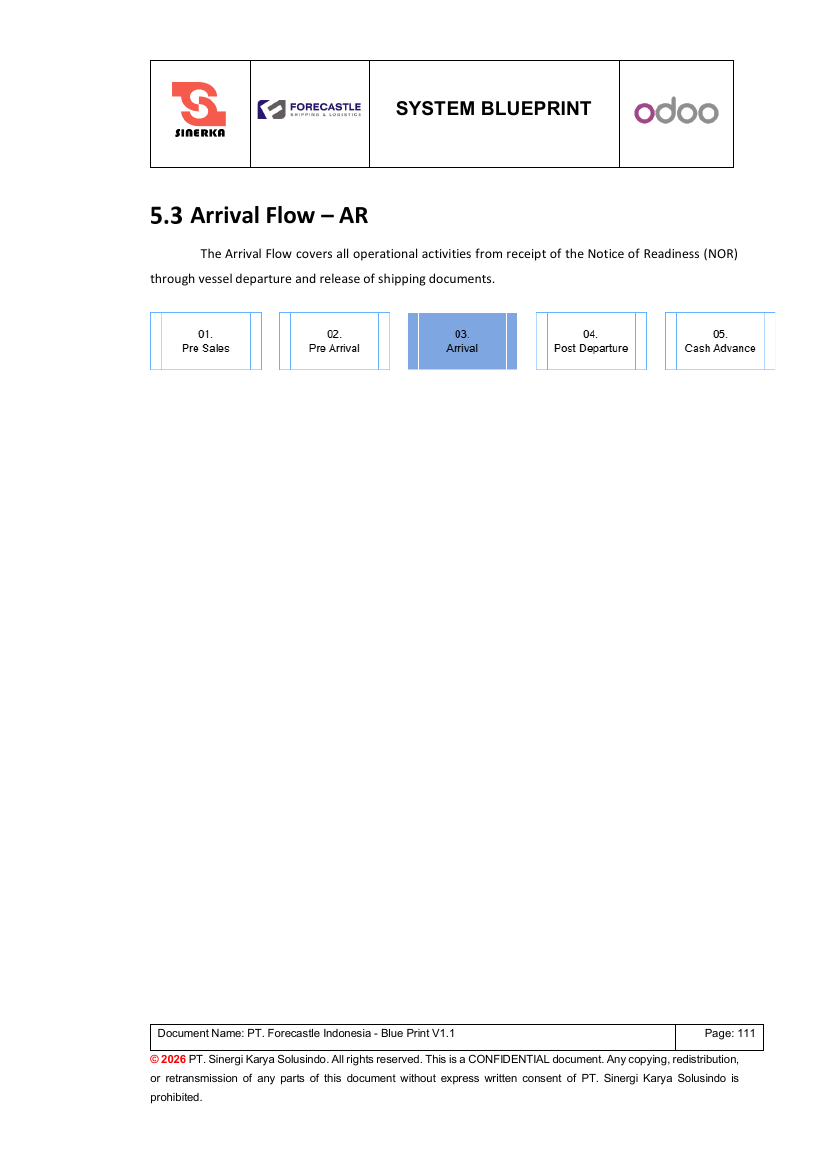 SINERKA
FORECASTLE
SHIPPING & LOGISTICS
SYSTEM BLUEPRINT
odoo
5.3 Arrival Flow – AR
The Arrival Flow covers all operational activities from receipt of the Notice of Readiness (NOR)
through vessel departure and release of shipping documents.
01.
Pre Sales
02.
Pre Arrival
03.
Arrival
04.
Post Departure
05.
Cash Advance
Document Name: PT. Forecastle Indonesia - Blue Print V1.1
Page: 111
© 2026 PT. Sinergi Karya Solusindo. All rights reserved. This is a CONFIDENTIAL document. Any copying, redistribution,
or retransmission of any parts of this document without express written consent of PT. Sinergi Karya Solusindo is
prohibited.